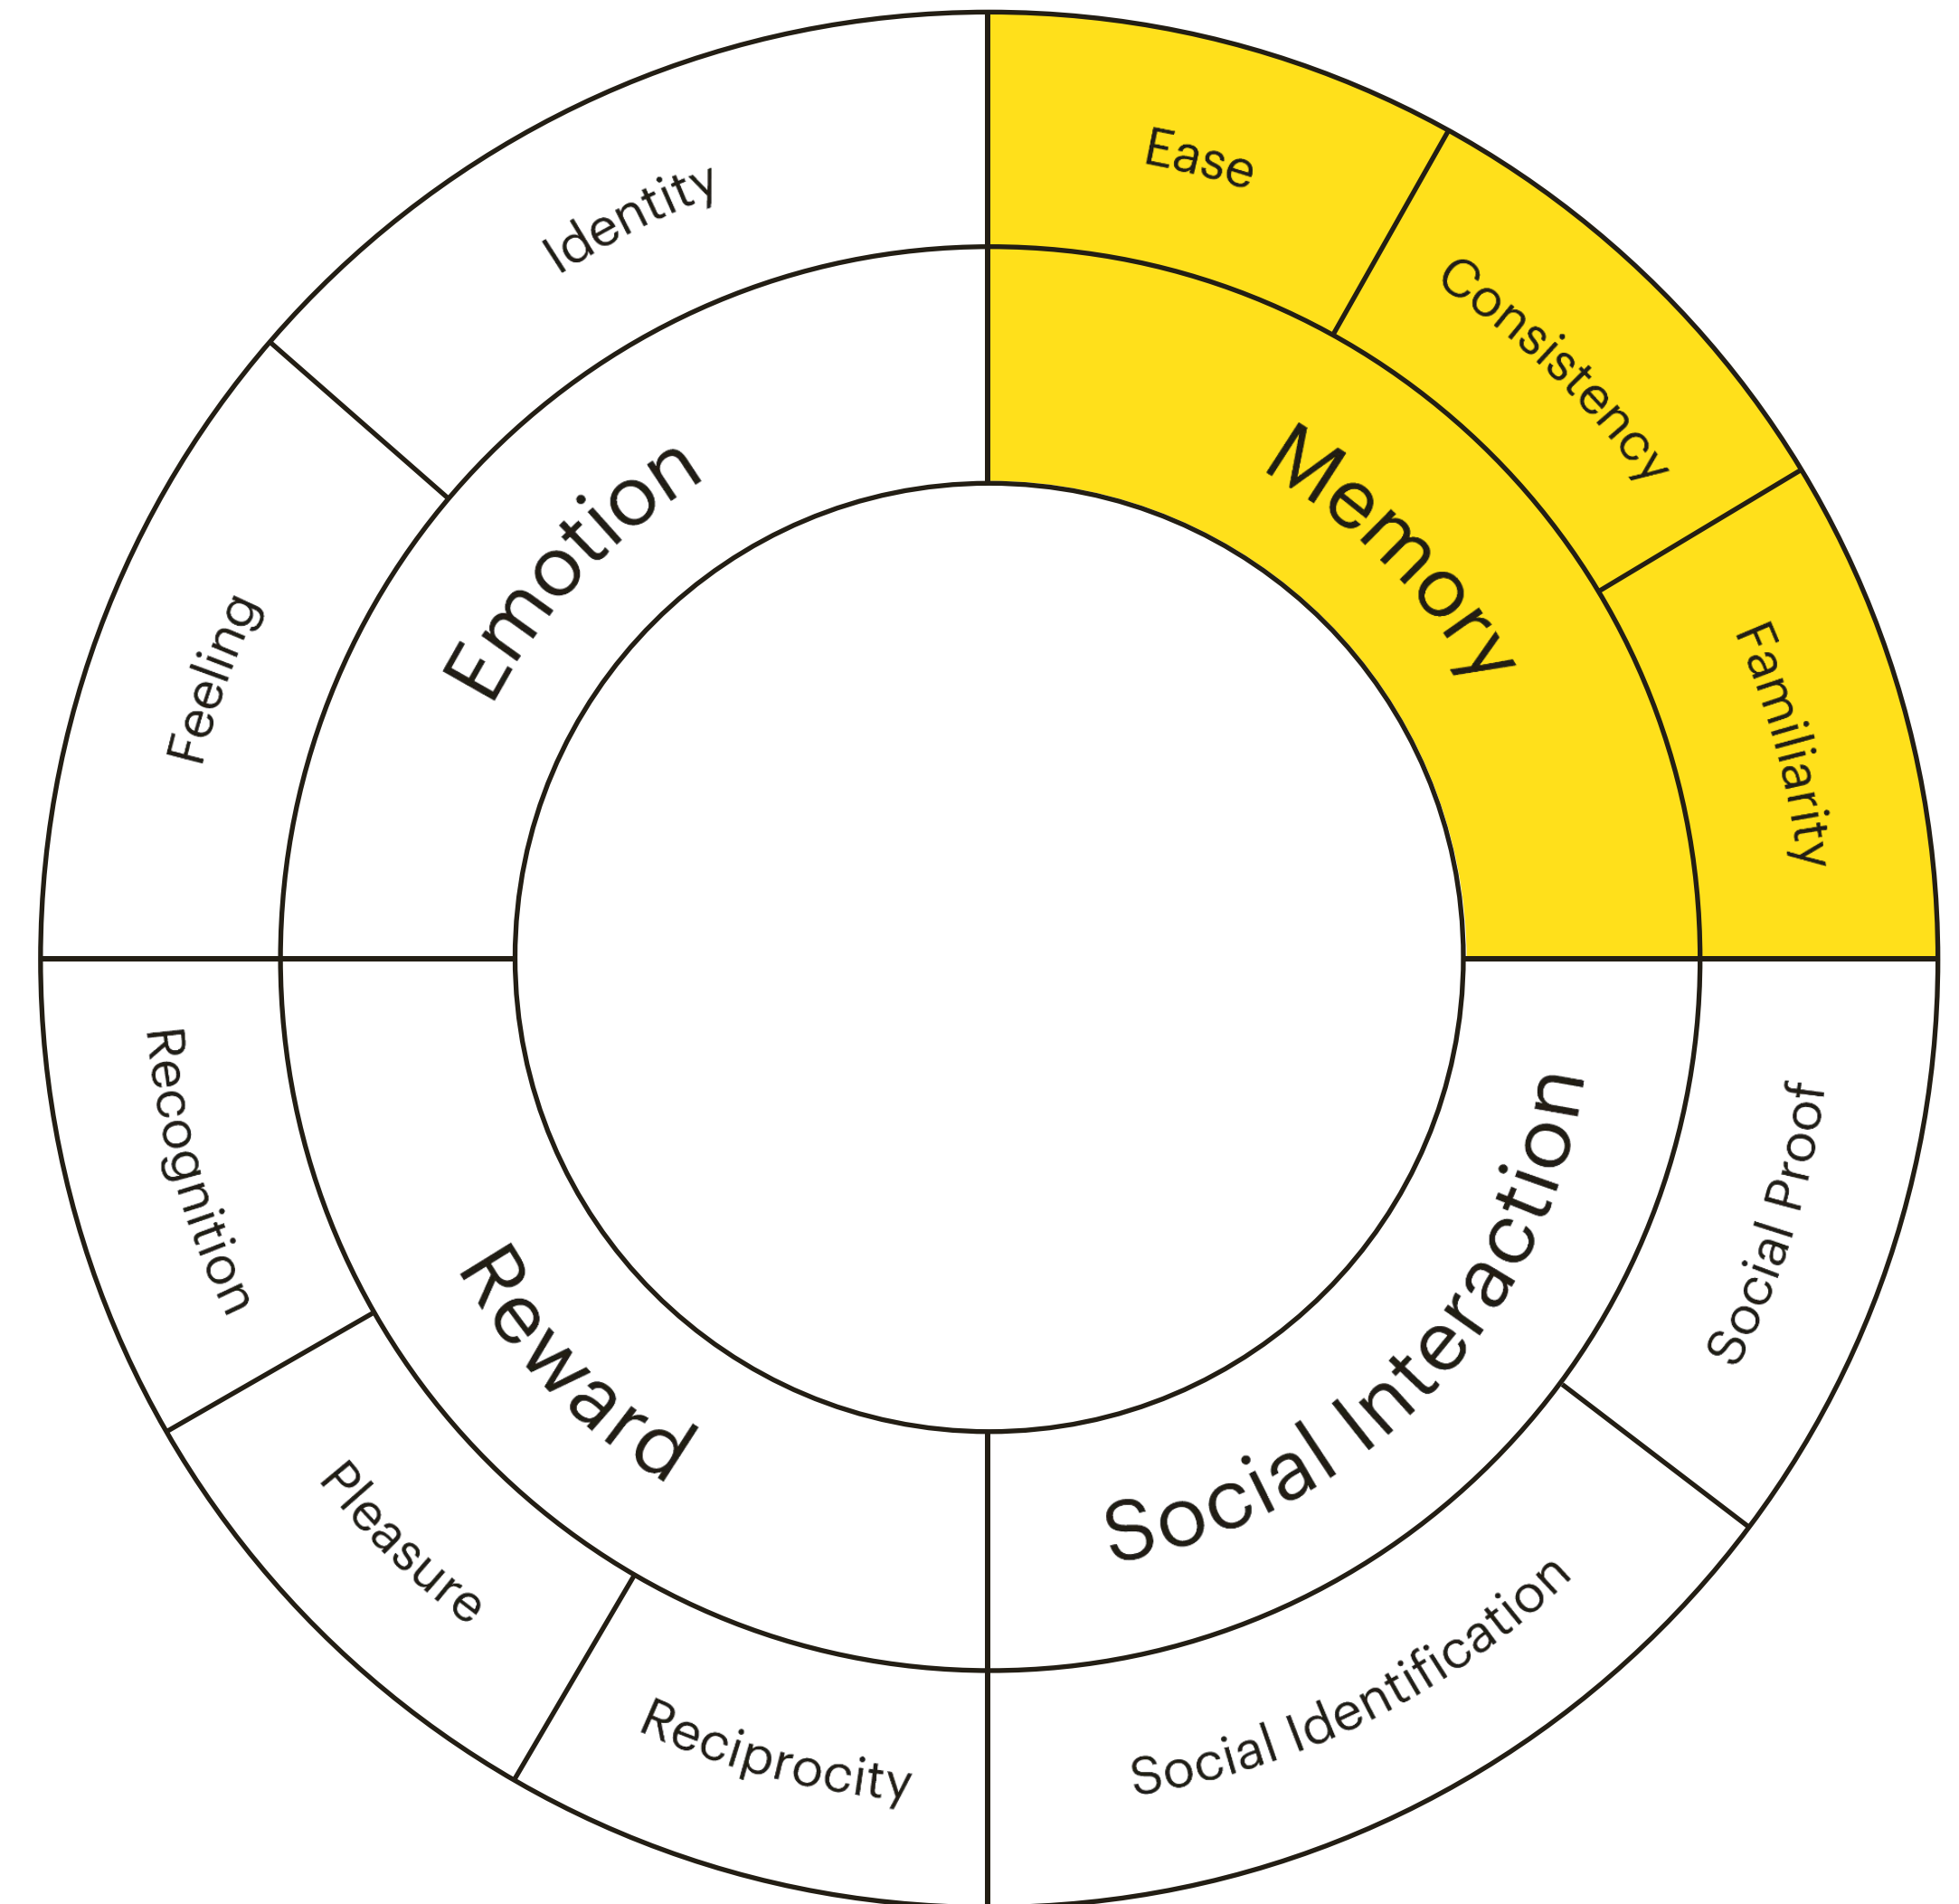 Ease
Consistency
Familiarity
Memory
Social Proof
Social Identification
Social Interaction
Reciprocity
Pleasure
Recognition
Reward
Feeling
Identity
Emotion